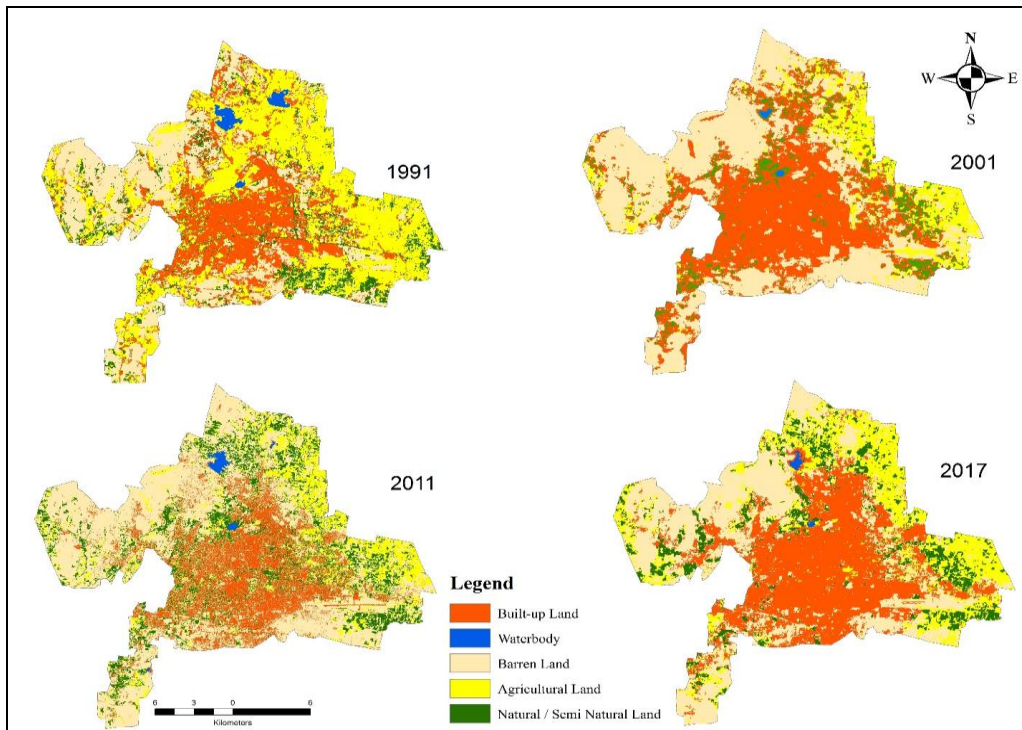 N
W E
S
1991
2001
2011
2017
Legend
Built-up Land
Waterbody
Barren Land
Agricultural Land
Natural / Semi Natural Land
6 3 0 6
Kilometers